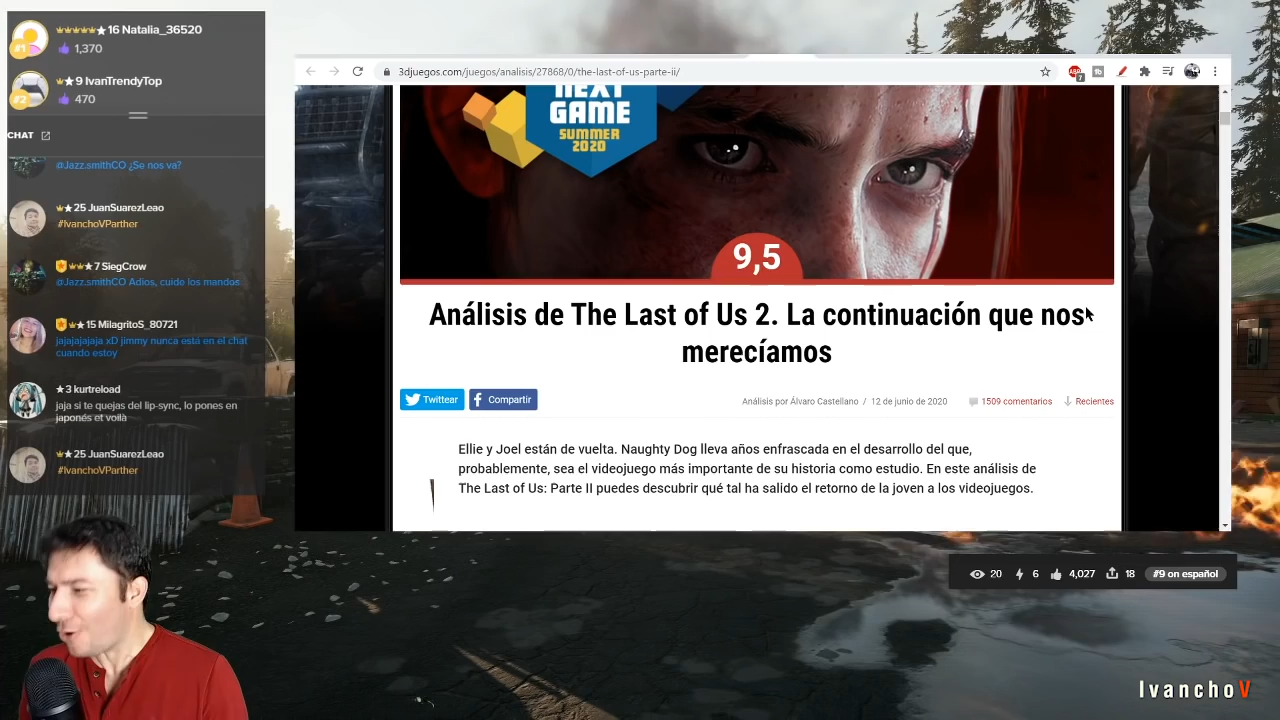 #1
16 Natalia_36520
1,370
#2
9 IvanTrendyTop
470
CHAT
@Jazz.smithCO ¿Se nos va?
25 JuanSuarezLeao
#IvanchoVParther
7 SiegCrow
@Jazz.smithCO Adios, cuido los mandos
15 MilagritoS_80721
jajajajajaja xD jimmy nunca está en el chat
cuando estoy
3 kurtreload
jaja si te quejas del lip-sync, lo pones en
japonés et voilà
25 JuanSuarezLeao
#IvanchoVParther
3djuegos.com/juegos/analisis/27868/0/the-last-of-us-parte-ii/
ABP
7
NEXT
GAME
SUMMER
2020
9,5
Análisis de The Last of Us 2. La continuación que nos
merecíamos
Twittear
Compartir
Análisis por Álvaro Castellano / 12 de junio de 2020
1509 comentarios
Recientes
Ellie y Joel están de vuelta. Naughty Dog lleva años enfrascada en el desarrollo del que,
probablemente, sea el videojuego más importante de su historia como estudio. En este análisis de
The Last of Us: Parte II puedes descubrir qué tal ha salido el retorno de la joven a los videojuegos.
20 6 4,027 18 #9 on español
IvanchoV